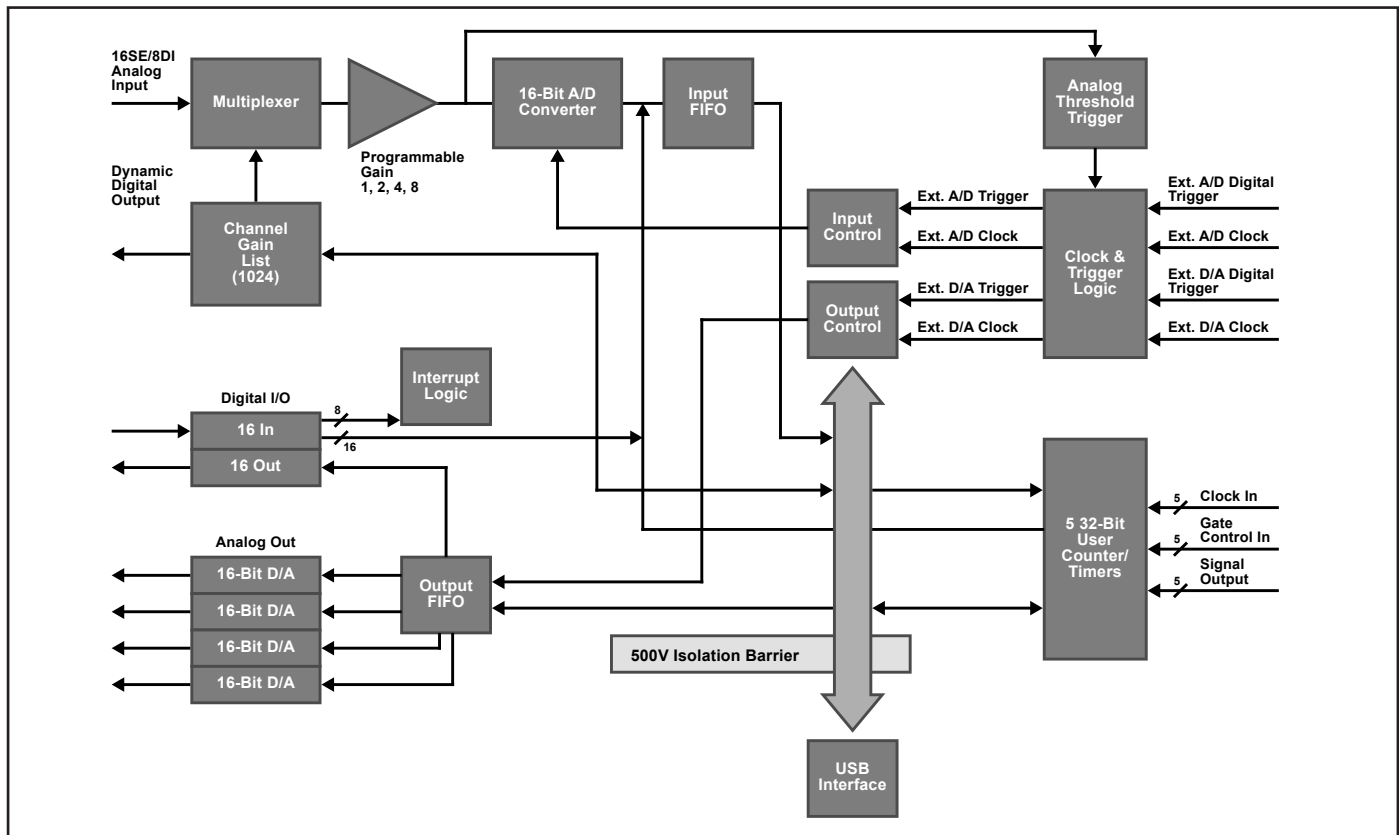 16SE/8DI
Analog
Input
Multiplexer
Programmable
Gain
1, 2, 4, 8
16-Bit A/D
Converter
Input
FIFO
Analog
Threshold
Trigger
Dynamic
Digital
Output
Channel
Gain
List
(1024)
Input
Control
Ext. A/D Trigger
Ext. A/D Clock
Output
Control
Ext. D/A Trigger
Ext. D/A Clock
Clock &
Trigger
Logic
Ext. A/D Digital
Trigger
Ext. A/D Clock
Ext. D/A Digital
Trigger
Ext. D/A Clock
Interrupt
Logic
Digital I/O
16 In
16 Out
8
16
Analog Out
16-Bit D/A
16-Bit D/A
16-Bit D/A
16-Bit D/A
Output
FIFO
5 32-Bit
User
Counter/
Timers
5 Clock In
5 Gate
Control In
5 Signal
Output
500V Isolation Barrier
USB
Interface